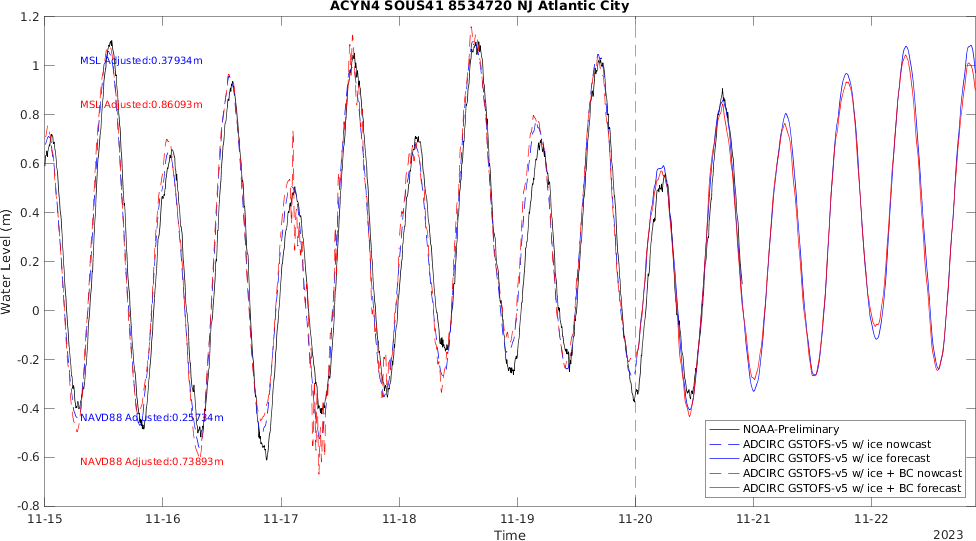 ACYN4 SOUS41 8534720 NJ Atlantic City
1.2
1
0.8
0.6
0.4
0.2
0
-0.2
-0.4
-0.6
-0.8
Water Level (m)
MSL Adjusted:0.37934m
MSL Adjusted:0.86093m
NAVD88 Adjusted:0.25734m
NAVD88 Adjusted:0.73893m
NOAA-Preliminary
ADCIRC GSTOFS-v5 w/ ice nowcast
ADCIRC GSTOFS-v5 w/ ice forecast
ADCIRC GSTOFS-v5 w/ ice + BC nowcast
ADCIRC GSTOFS-v5 w/ ice + BC forecast
11-15 11-16 11-17 11-18 11-19 11-20 11-21 11-22
Time
2023